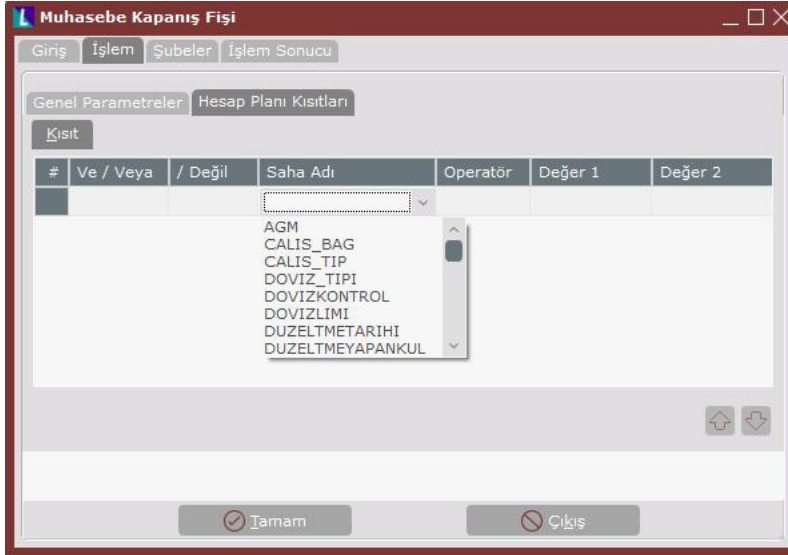 Muhasebe Kapanış Fişi
Giriş İşlem Şubeler İşlem Sonucu
Genel Parametreler Hesap Planı Kısıtları
Kısıt
# Ve / Veya / Değil Saha Adı Operatör Değer 1 Değer 2
AGM
CALIS_BAG
CALIS_TIP
DOVIZ_TIPI
DOVIZKONTROL
DOVIZLIMI
DUZELTMETARIHI
DUZELTMEYAPANKUL
Tamam Çıkış